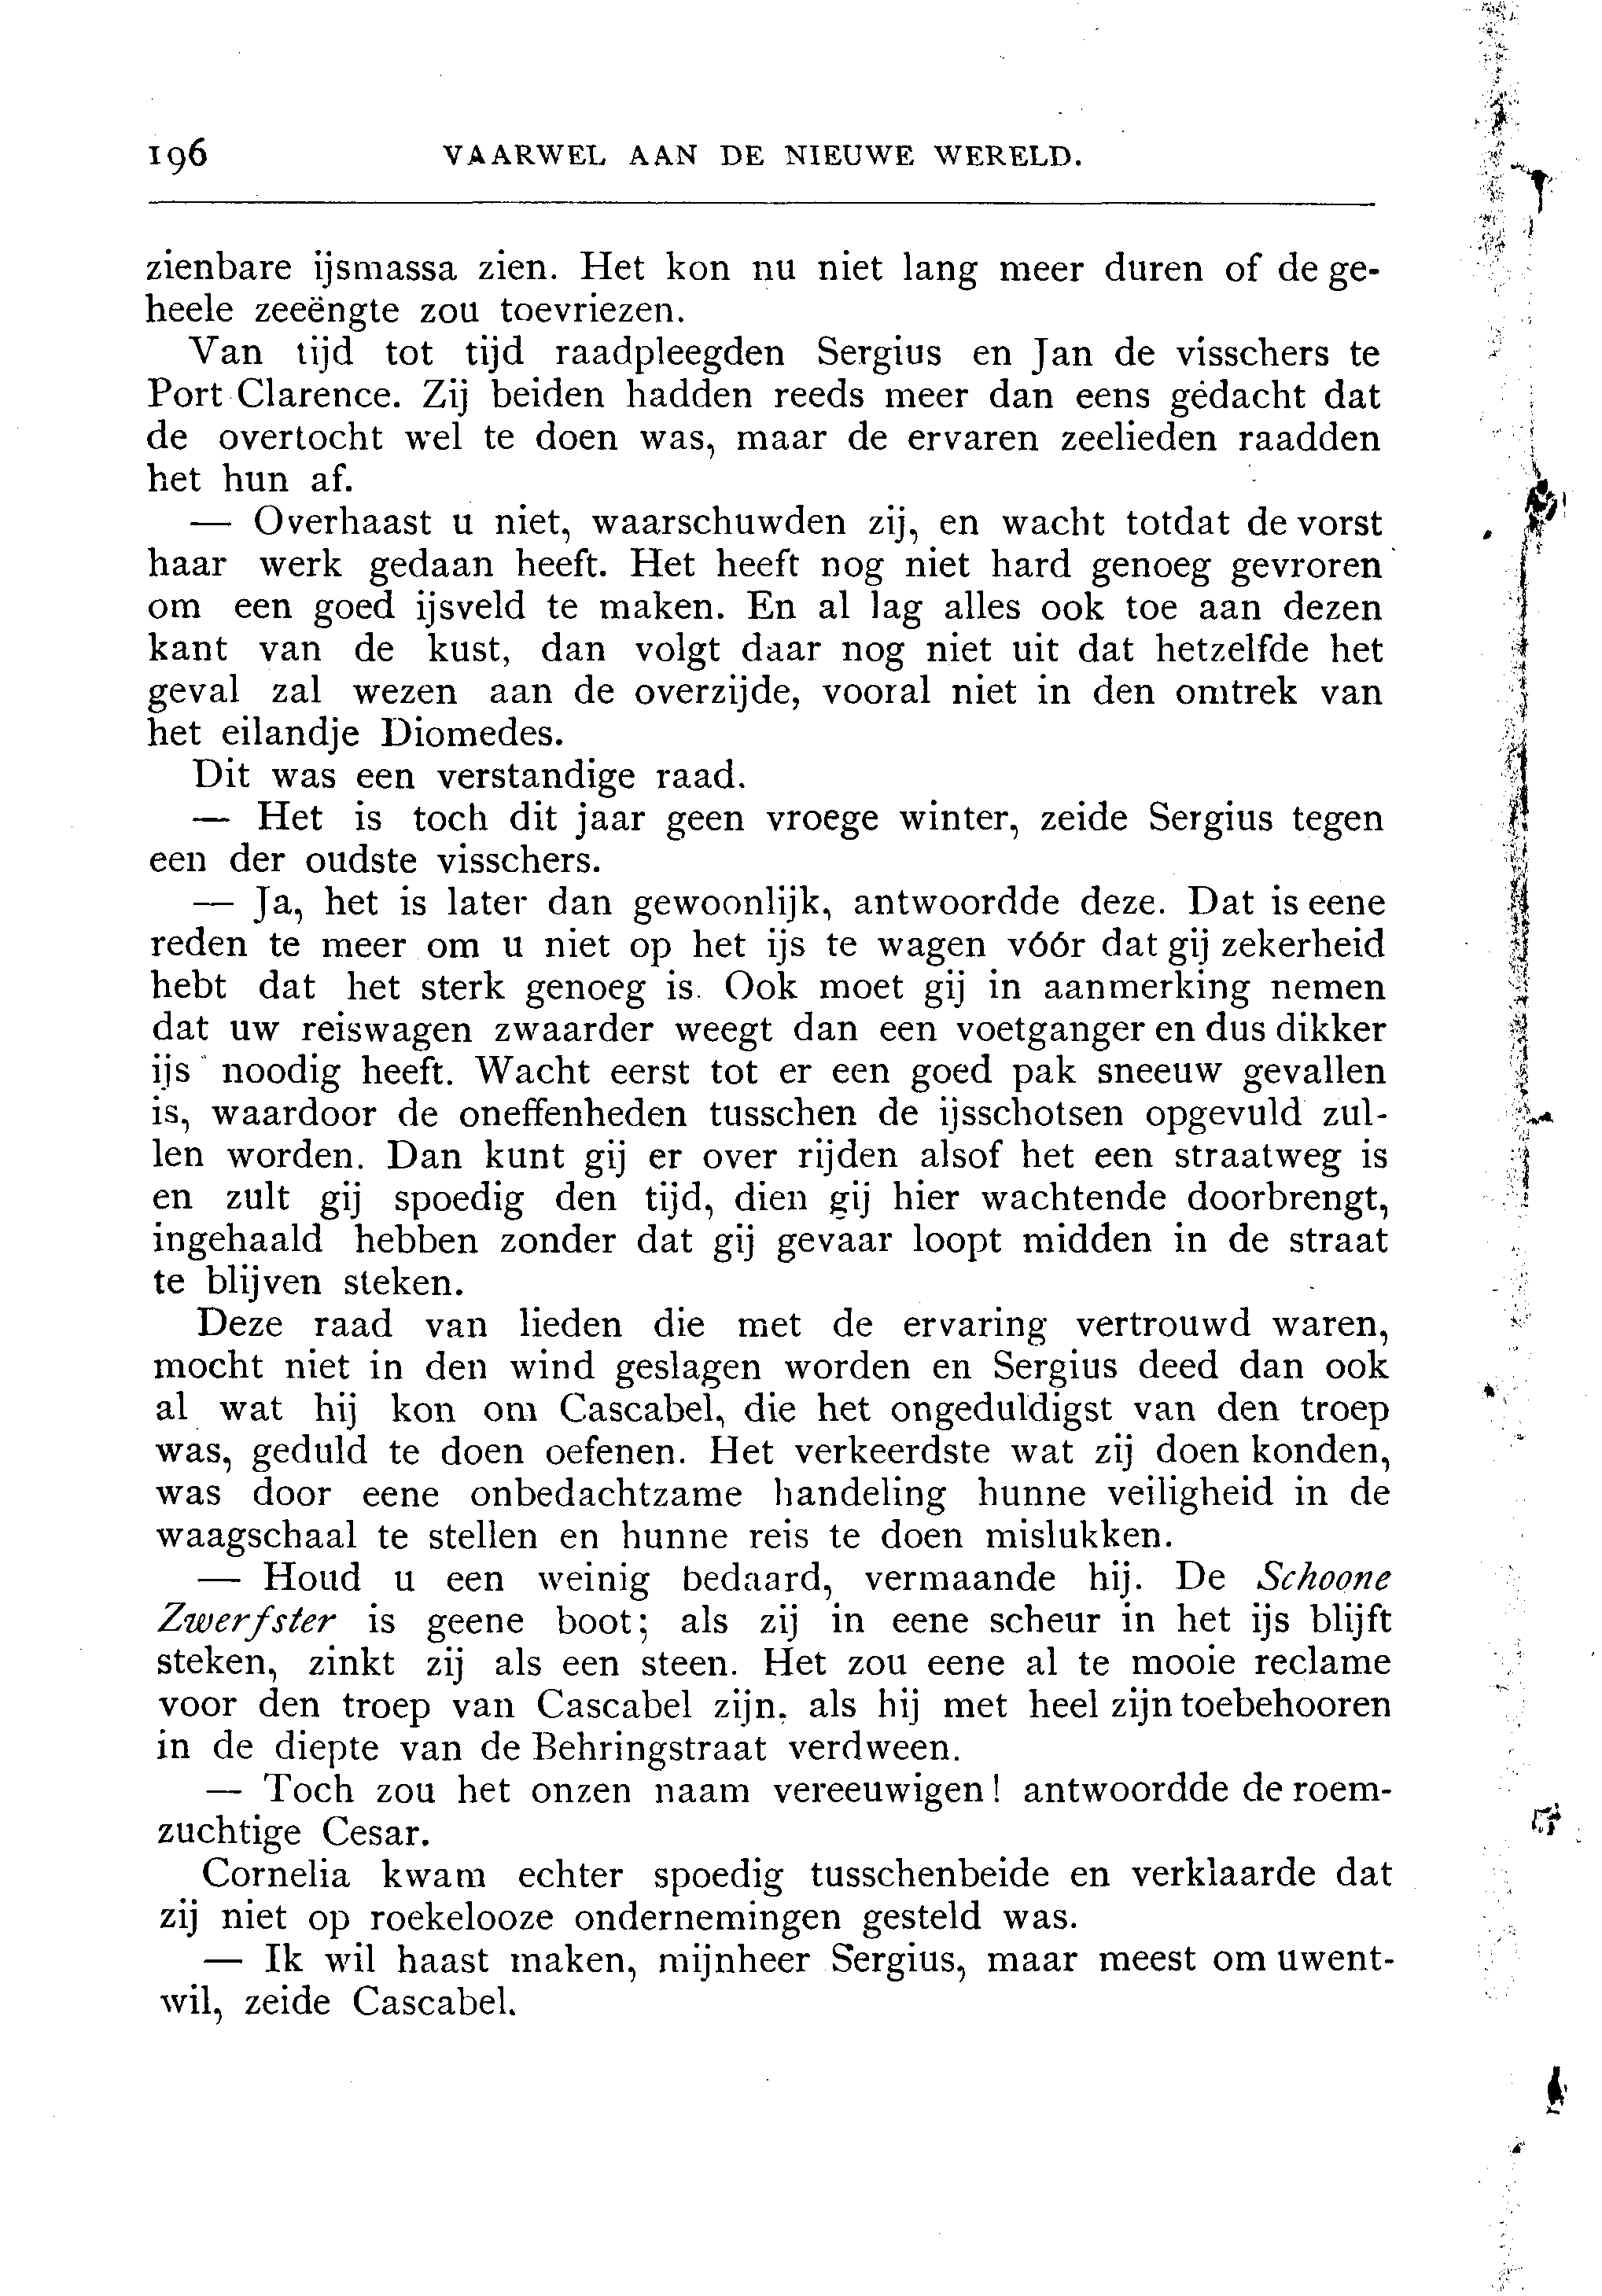 196 VAARWEL AAN DE NIEUWE WERELD.
zienbare ijsmassa zien. Het kon nu niet lang meer duren of de ge-
heele zeeëngte zou toevriezen.
Van tijd tot tijd raadpleegden Sergius en Jan de visschers te
Port Clarence. Zij beiden hadden reeds meer dan eens gedacht dat
de overtocht wel te doen was, maar de ervaren zeelieden raadden
het hun af.
— Overhaast u niet, waarschuwden zij, en wacht totdat de vorst
haar werk gedaan heeft. Het heeft nog niet hard genoeg gevroren
om een goed ijsveld te maken. En al lag alles ook toe aan dezen
kant van de kust, dan volgt daar nog niet uit dat hetzelfde het
geval zal wezen aan de overzijde, vooral niet in den omtrek van
het eilandje Diomedes.
Dit was een verstandige raad.
— Het is toch dit jaar geen vroege winter, zeide Sergius tegen
een der oudste visschers.
— Ja, het is later dan gewoonlijk, antwoordde deze. Dat is eene
reden te meer om u niet op het ijs te wagen vóór dat gij zekerheid
hebt dat het sterk genoeg is. Ook moet gij in aanmerking nemen
dat uw reiswagen zwaarder weegt dan een voetganger en dus dikker
ijs noodig heeft. Wacht eerst tot er een goed pak sneeuw gevallen
is, waardoor de oneffenheden tusschen de ijsschotsen opgevuld zul-
len worden. Dan kunt gij er over rijden alsof het een straatweg is
en zult gij spoedig den tijd, dien gij hier wachtende doorbrengt,
ingehaald hebben zonder dat gij gevaar loopt midden in de straat
te blijven steken.
Deze raad van lieden die met de ervaring vertrouwd waren,
mocht niet in den wind geslagen worden en Sergius deed dan ook
al wat hij kon om Cascabel, die het ongeduldigst van den troep
was, geduld te doen oefenen. Het verkeerdste wat zij doen konden,
was door eene onbedachtzame handeling hunne veiligheid in de
waagschaal te stellen en hunne reis te doen mislukken.
— Houd u een weinig bedaard, vermaande hij. De Schoone
Zwerfster is geene boot; als zij in eene scheur in het ijs blijft
steken, zinkt zij als een steen. Het zou eene al te mooie reclame
voor den troep van Cascabel zijn, als hij met heel zijn toebehooren
in de diepte van de Behringstraat verdween.
— Toch zou het onzen naam vereeuwigen! antwoordde de roem-
zuchtige Cesar.
Cornelia kwam echter spoedig tusschenbeide en verklaarde dat
zij niet op roekelooze ondernemingen gesteld was.
— Ik wil haast maken, mijnheer Sergius, maar meest om uwent-
wil, zeide Cascabel.